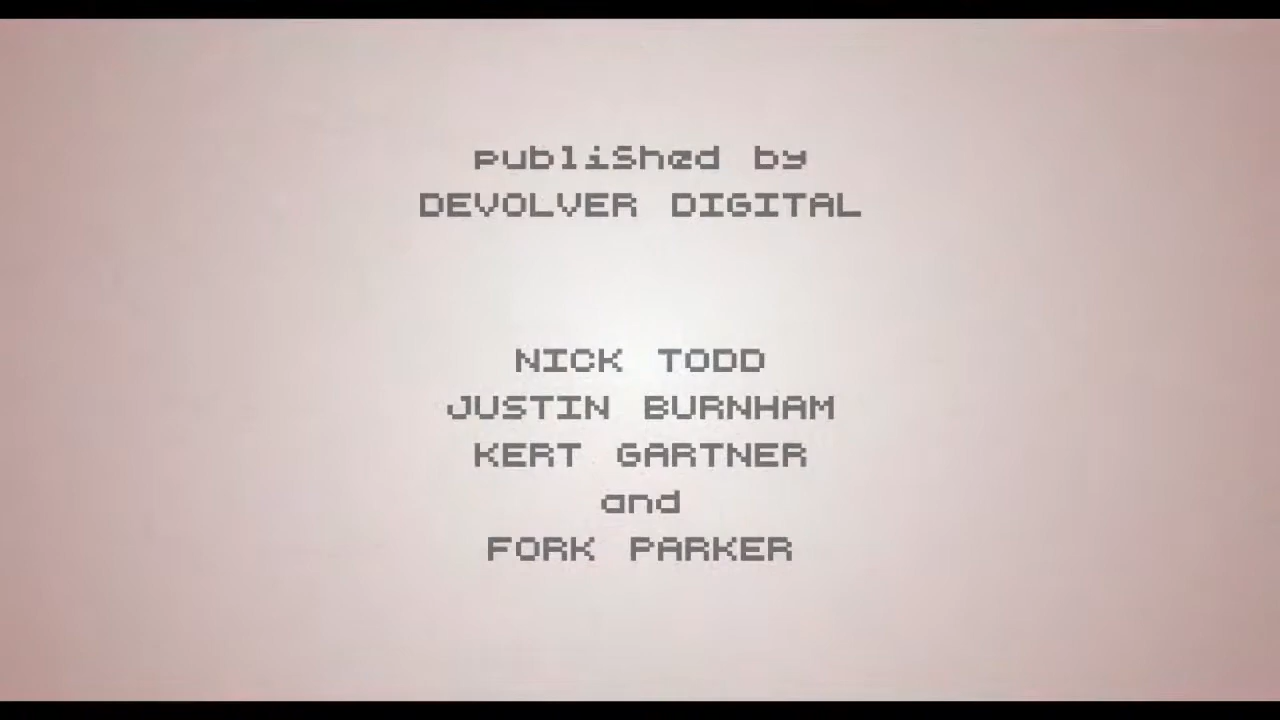 publiShed by
DEVOLVER DIGITAL
NICK TODD
JUSTIN BURNHAM
KERT GARTNER
and
FORK PARKER